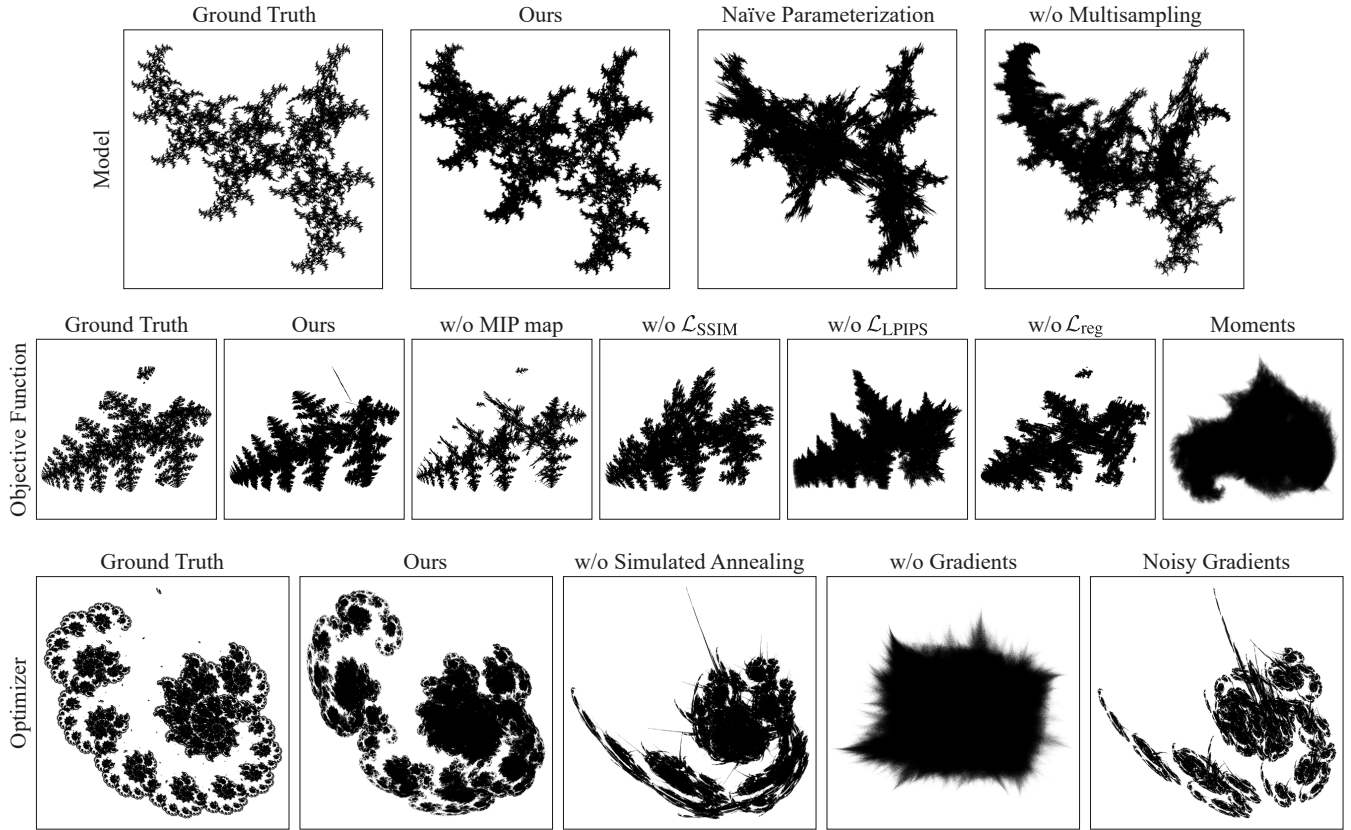 Ground Truth
Ours
Naïve Parameterization
w/o Multisampling
Model
Ground Truth
Ours
w/o MIP map
w/o ℒSSIM
w/o ℒLPIPS
w/o ℒreg
Moments
Objective Function
Ground Truth
Ours
w/o Simulated Annealing
w/o Gradients
Noisy Gradients
Optimizer